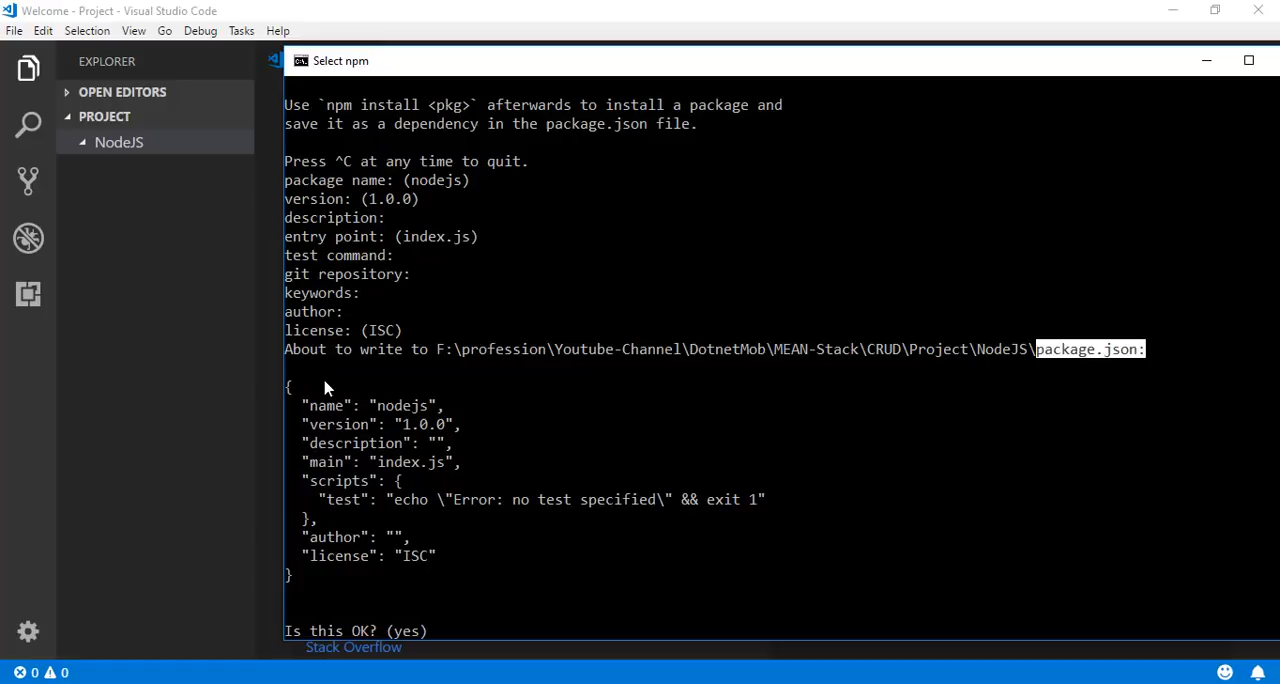 Welcome - Project - Visual Studio Code
File Edit Selection View Go Debug Tasks Help
EXPLORER
OPEN EDITORS
PROJECT
NodeJS
Select npm
Use `npm install <pkg>` afterwards to install a package and
save it as a dependency in the package.json file.
Press ^C at any time to quit.
package name: (nodejs)
version: (1.0.0)
description:
entry point: (index.js)
test command:
git repository:
keywords:
author:
license: (ISC)
About to write to F:\profession\Youtube-Channel\DotnetMob\MEAN-Stack\CRUD\Project\NodeJS\package.json:
{
"name": "nodejs",
"version": "1.0.0",
"description": "",
"main": "index.js",
"scripts": {
"test": "echo \"Error: no test specified\" && exit 1"
},
"author": "",
"license": "ISC"
}
Is this OK? (yes)
Stack Overflow
0 0